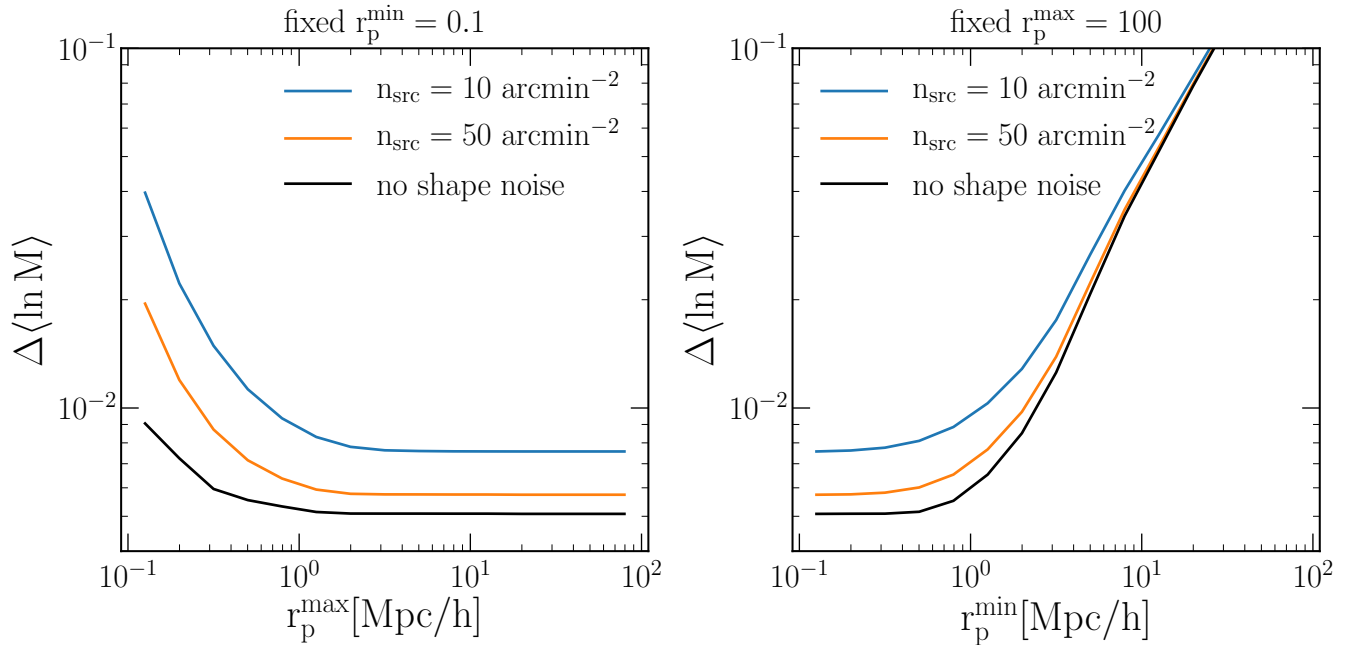 fixed r_p^min = 0.1
10^−1
n_src = 10 arcmin^−2
n_src = 50 arcmin^−2
no shape noise
Δ⟨ln M⟩
10^−2
10^−1 10^0 10^1 10^2
r_p^max[Mpc/h]
fixed r_p^max = 100
10^−1
n_src = 10 arcmin^−2
n_src = 50 arcmin^−2
no shape noise
Δ⟨ln M⟩
10^−2
10^−1 10^0 10^1 10^2
r_p^min[Mpc/h]